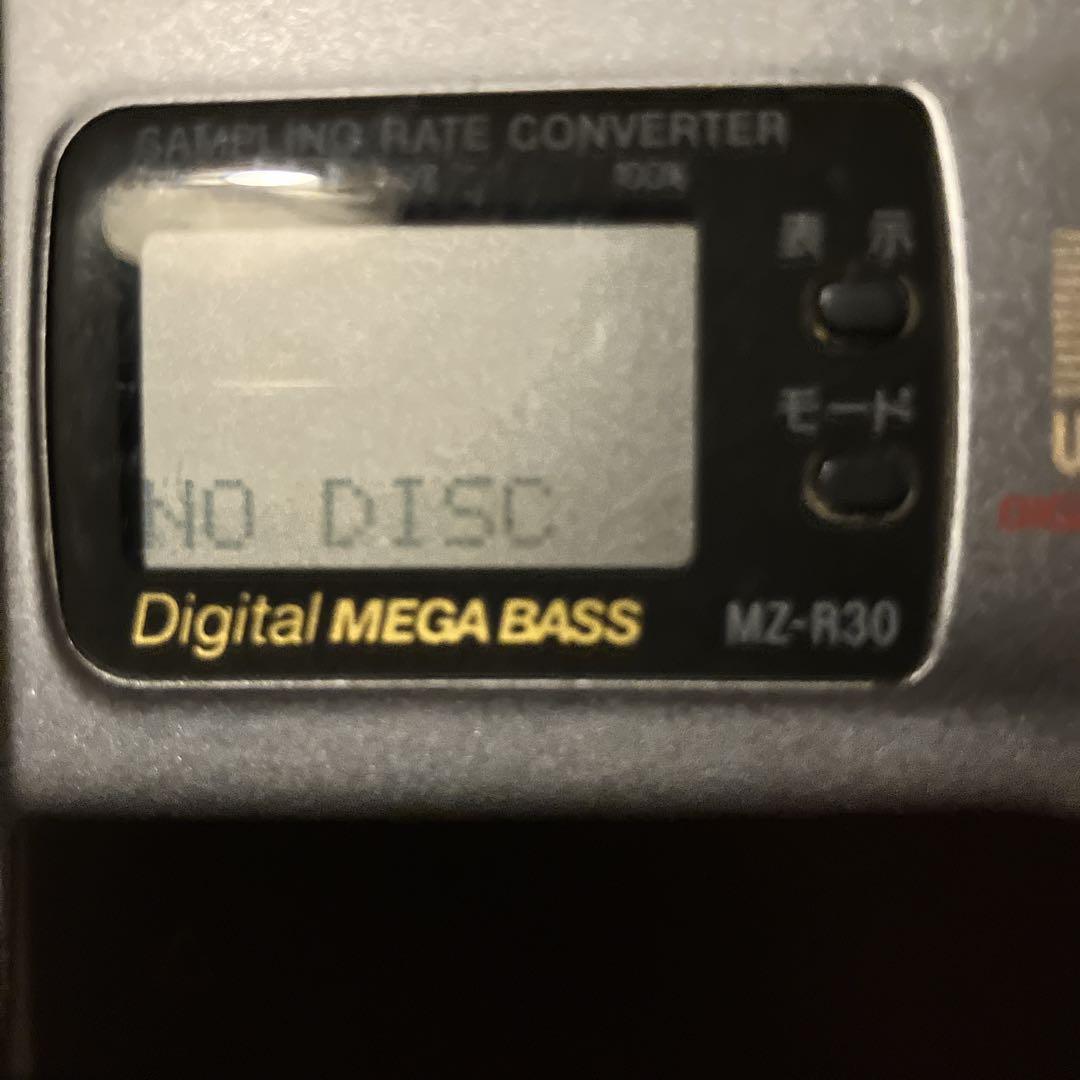 SAMPLING RATE CONVERTER
表示
モード
NO DISC
Digital MEGA BASS
MZ-R30